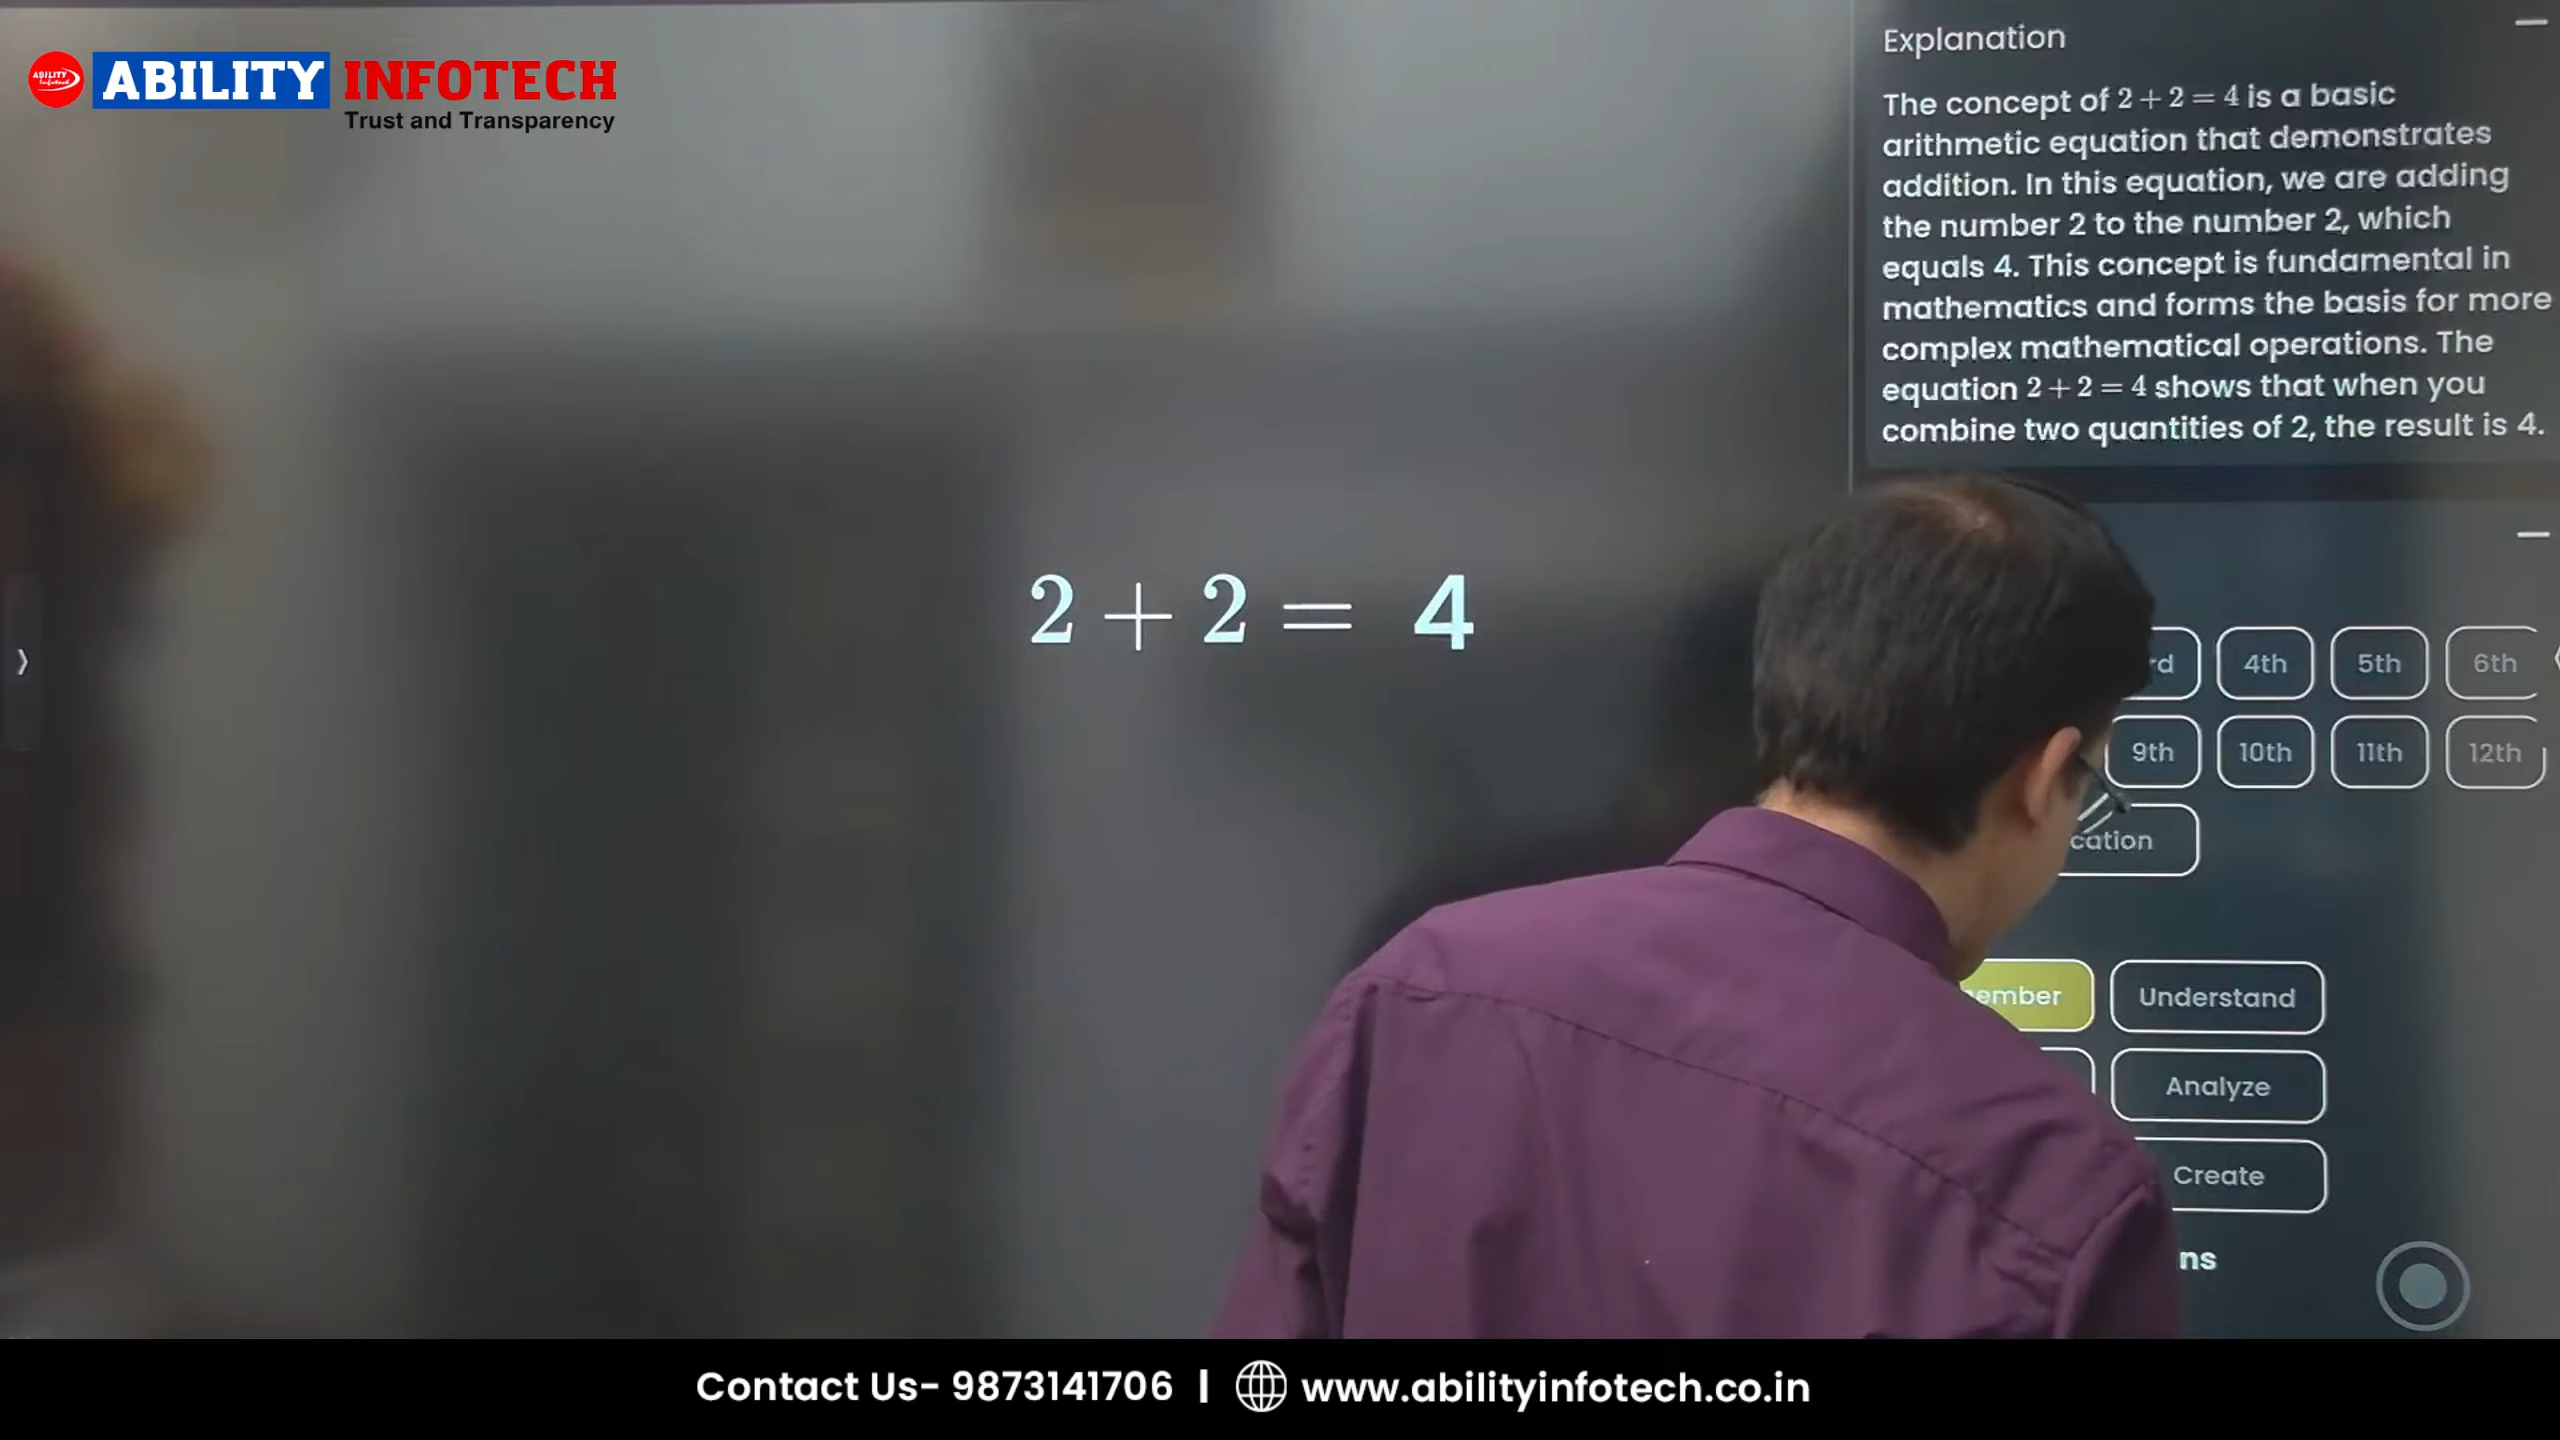 ABILITY INFOTECH
Trust and Transparency
Explanation
The concept of 2 + 2 = 4 is a basic
arithmetic equation that demonstrates
addition. In this equation, we are adding
the number 2 to the number 2, which
equals 4. This concept is fundamental in
mathematics and forms the basis for more
complex mathematical operations. The
equation 2 + 2 = 4 shows that when you
combine two quantities of 2, the result is 4.
2 + 2 = 4
4th 5th 6th
9th 10th 11th 12th
Understand
Analyze
Create
Contact Us- 9873141706 | www.abilityinfotech.co.in